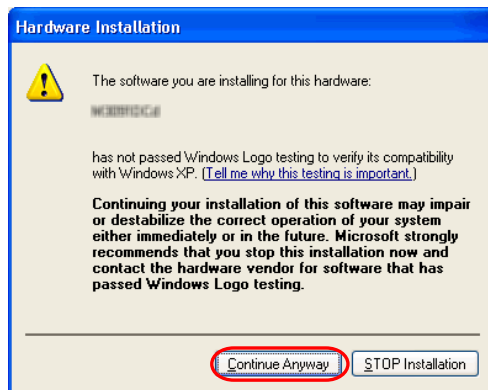 Hardware Installation
The software you are installing for this hardware:
has not passed Windows Logo testing to verify its compatibility
with Windows XP. (Tell me why this testing is important.)
Continuing your installation of this software may impair
or destabilize the correct operation of your system
either immediately or in the future. Microsoft strongly
recommends that you stop this installation now and
contact the hardware vendor for software that has
passed Windows Logo testing.
Continue Anyway
STOP Installation